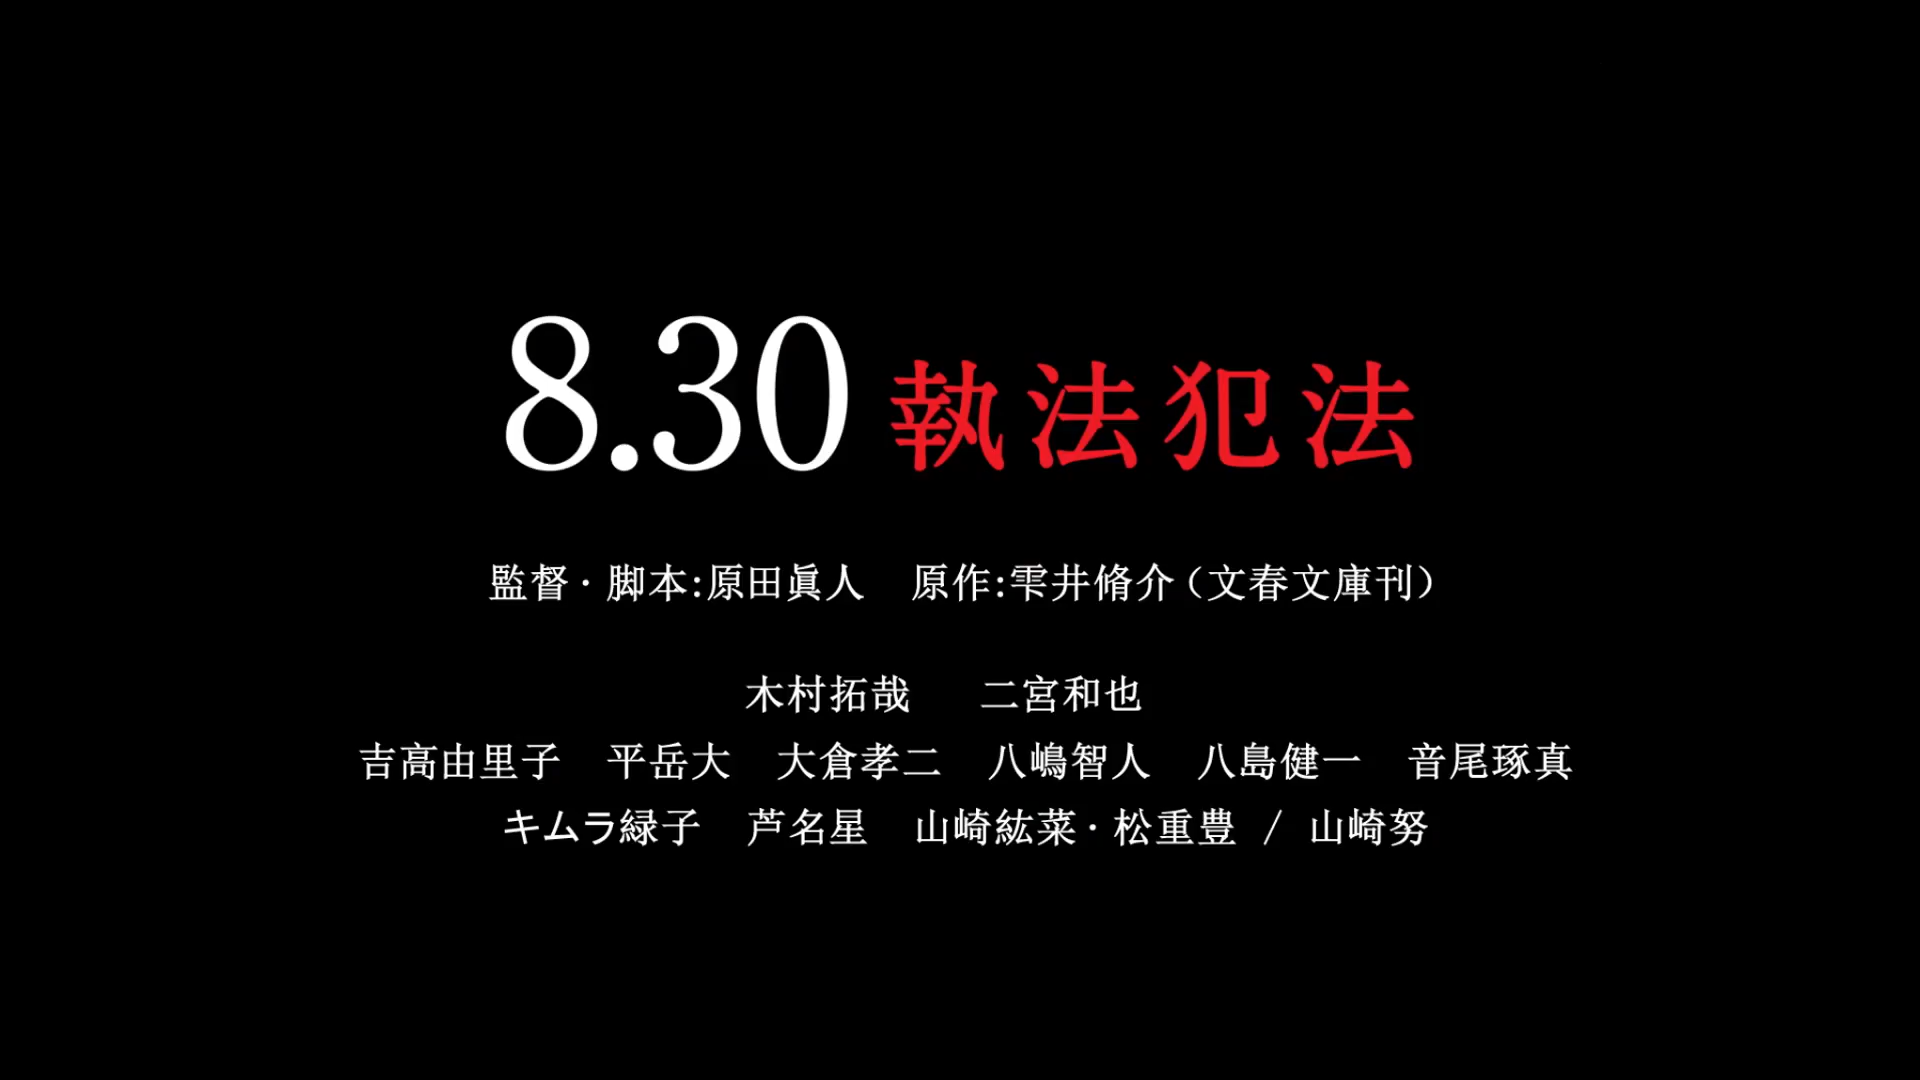 8.30 執法犯法
監督・脚本:原田眞人　原作:雫井脩介（文春文庫刊）
木村拓哉　二宮和也
吉高由里子　平岳大　大倉孝二　八嶋智人　八島健一　音尾琢真
キムラ緑子　芦名星　山崎紘菜・松重豊 / 山崎努